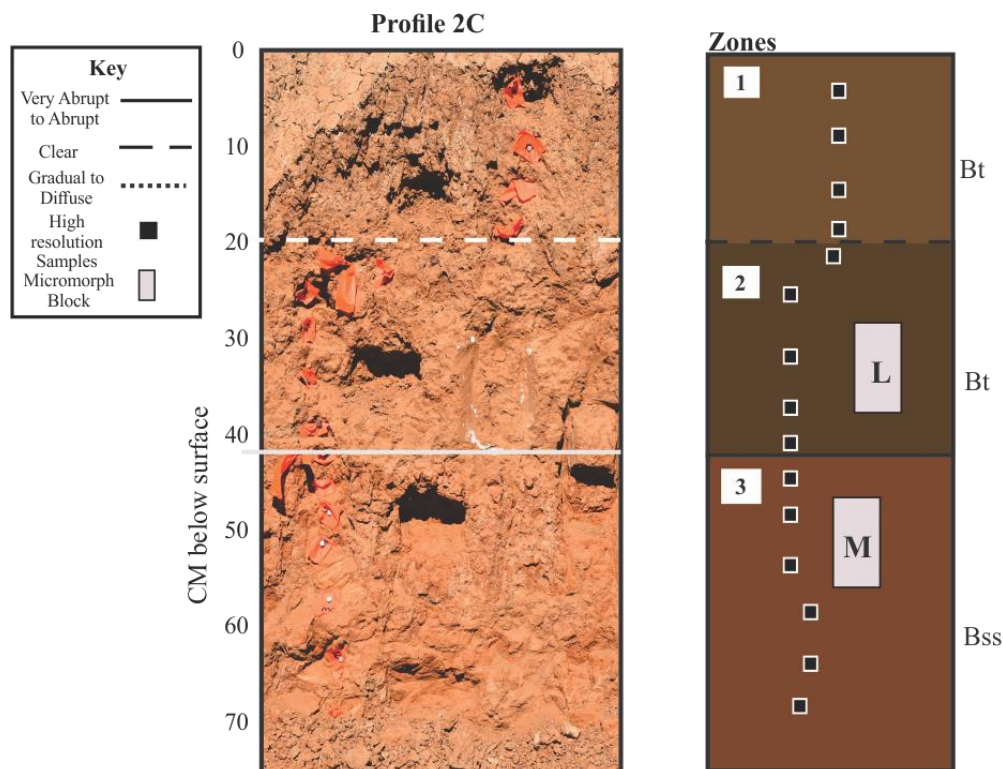 Profile 2C
Key
Very Abrupt
to Abrupt
Clear
Gradual to
Diffuse
High
resolution
Samples
Micromorph
Block
CM below surface
0
10
20
30
40
50
60
70
Zones
1
Bt
2
L
Bt
3
M
Bss